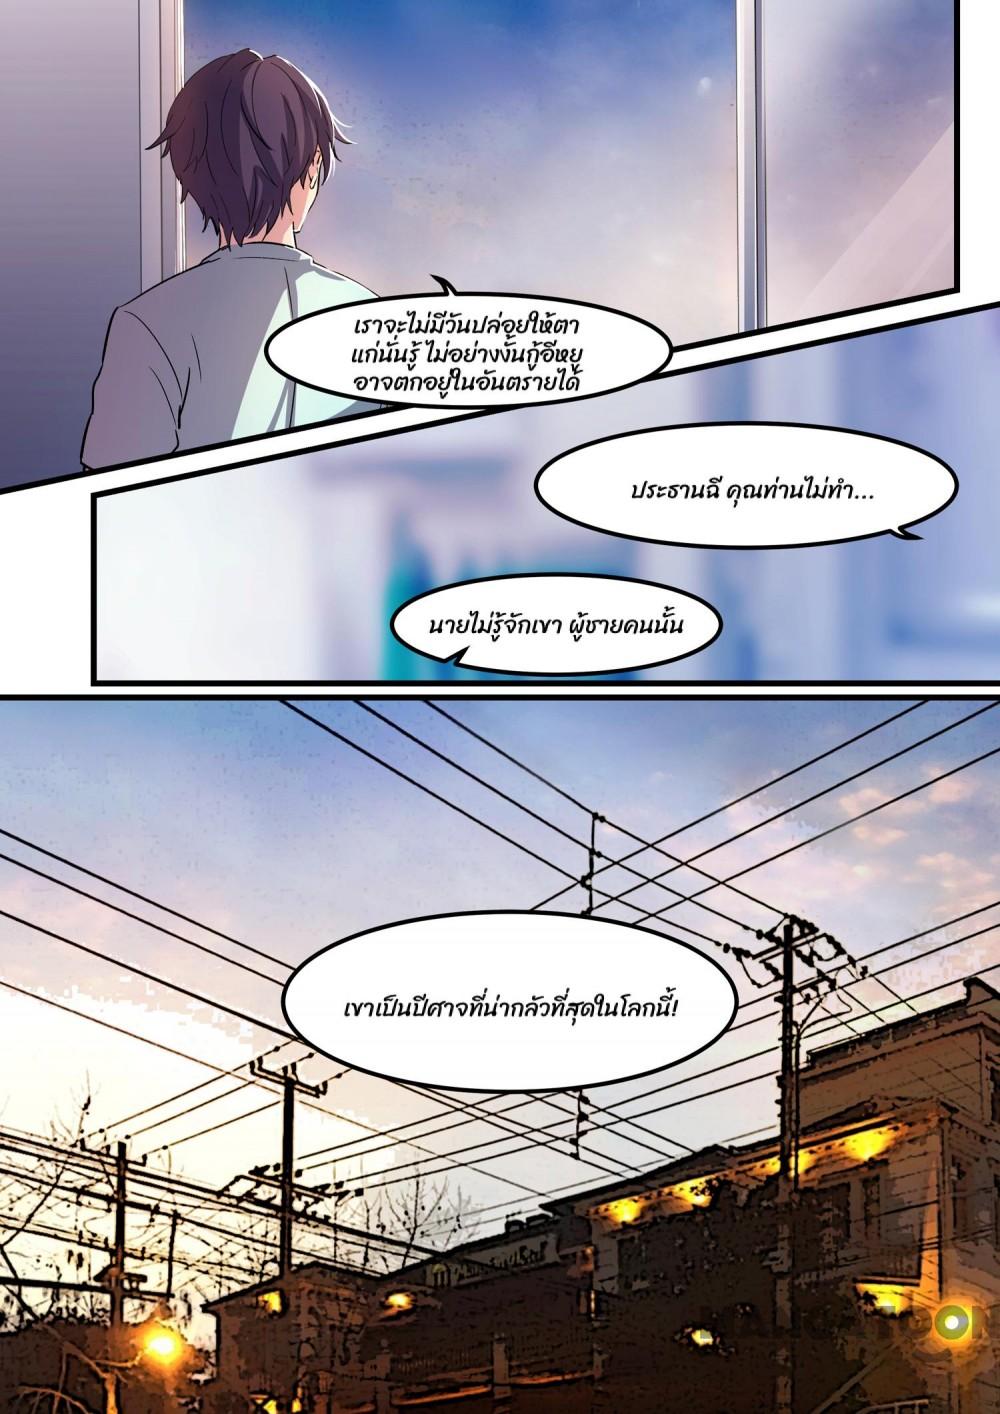 เราจะไม่มีวันปล่อยให้ตา
แก่นั่นรู้ ไม่อย่างงั้นกู้อีหยู
อาจตกอยู่ในอันตรายได้
ประธานฉี คุณท่านไม่ทำ...
นายไม่รู้จักเขา ผู้ชายคนนั้น
เขาเป็นปีศาจที่น่ากลัวที่สุดในโลกนี้!